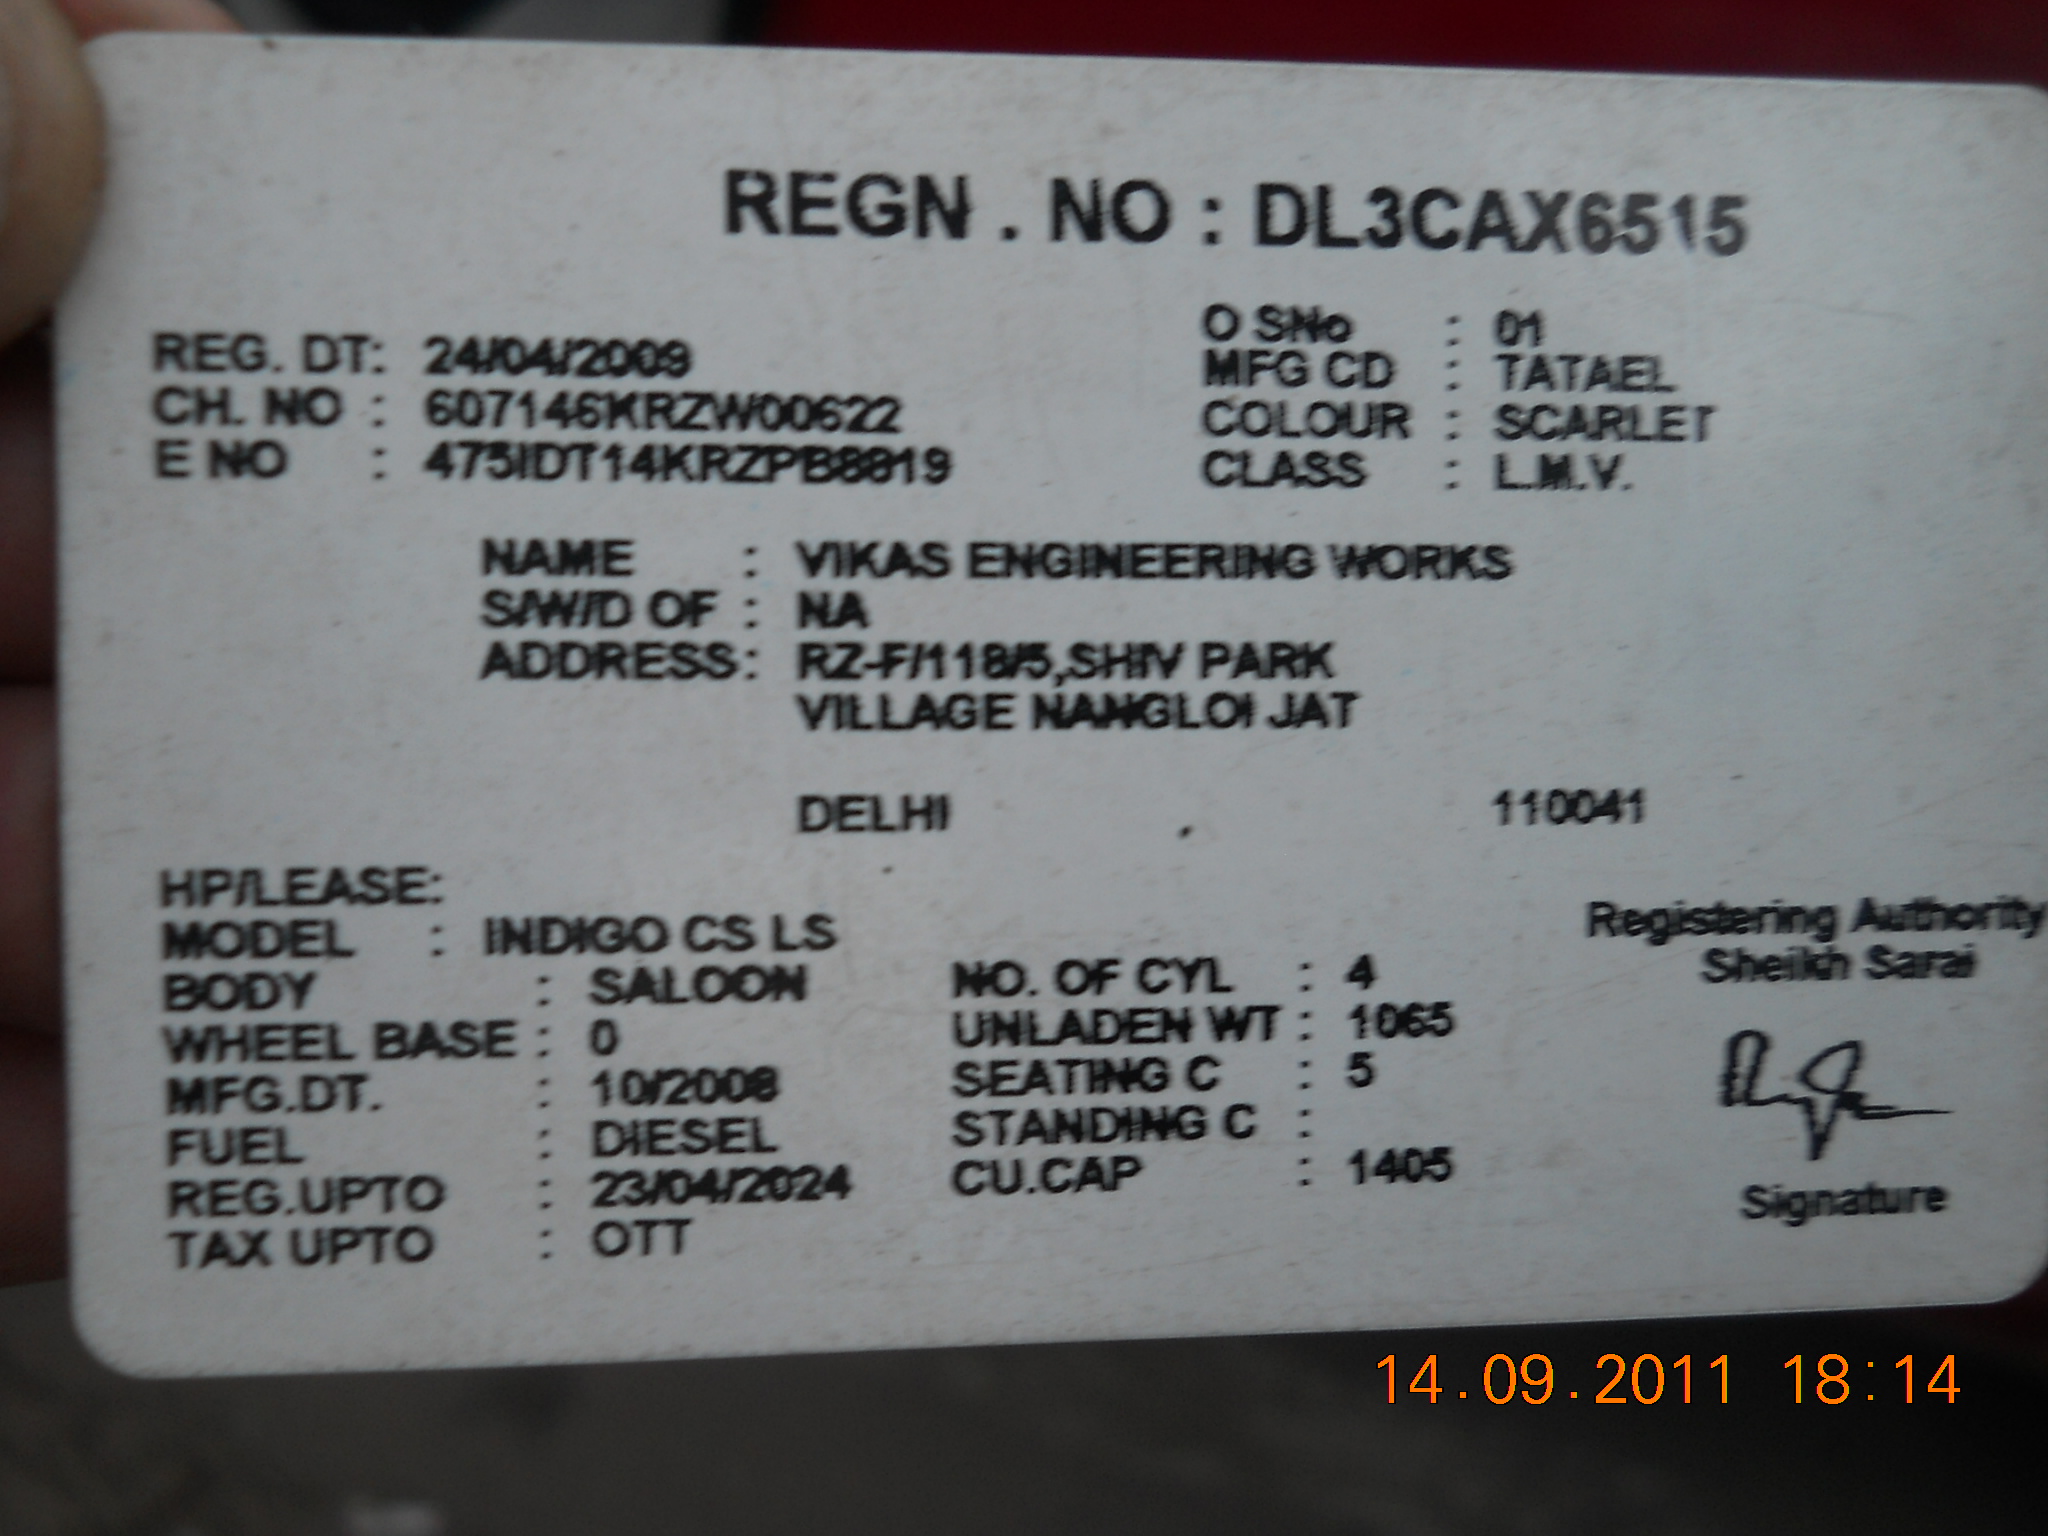 REGN . NO : DL3CAX6515
O SNo : 01
REG. DT: 24/04/2009 MFG CD : TATAEL
CH. NO : 607146KRZW00622 COLOUR : SCARLET
E NO : 475IDT14KRZPB8819 CLASS : L.M.V.
NAME : VIKAS ENGINEERING WORKS
S/W/D OF : NA
ADDRESS: RZ-F/118/5,SHIV PARK
VILLAGE NANGLOI JAT
DELHI 110041
HP/LEASE:
Registering Authority
MODEL : INDIGO CS LS
Sheikh Sarai
BODY : SALOON NO. OF CYL : 4
WHEEL BASE : 0 UNLADEN WT : 1065
MFG.DT. : 10/2008 SEATING C : 5
FUEL : DIESEL STANDING C :
REG.UPTO : 23/04/2024 CU.CAP : 1405
Signature
TAX UPTO : OTT
14.09.2011 18:14